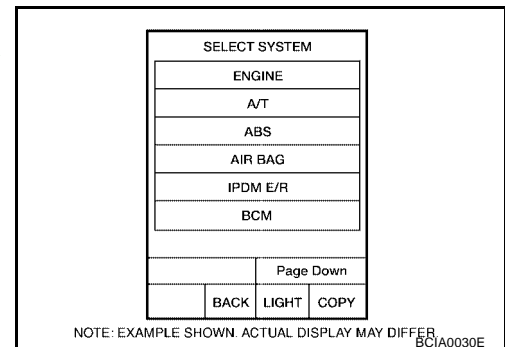 SELECT SYSTEM
ENGINE
A/T
ABS
AIR BAG
IPDM E/R
BCM
Page Down
BACK LIGHT COPY
NOTE: EXAMPLE SHOWN. ACTUAL DISPLAY MAY DIFFER
BCIA0030E